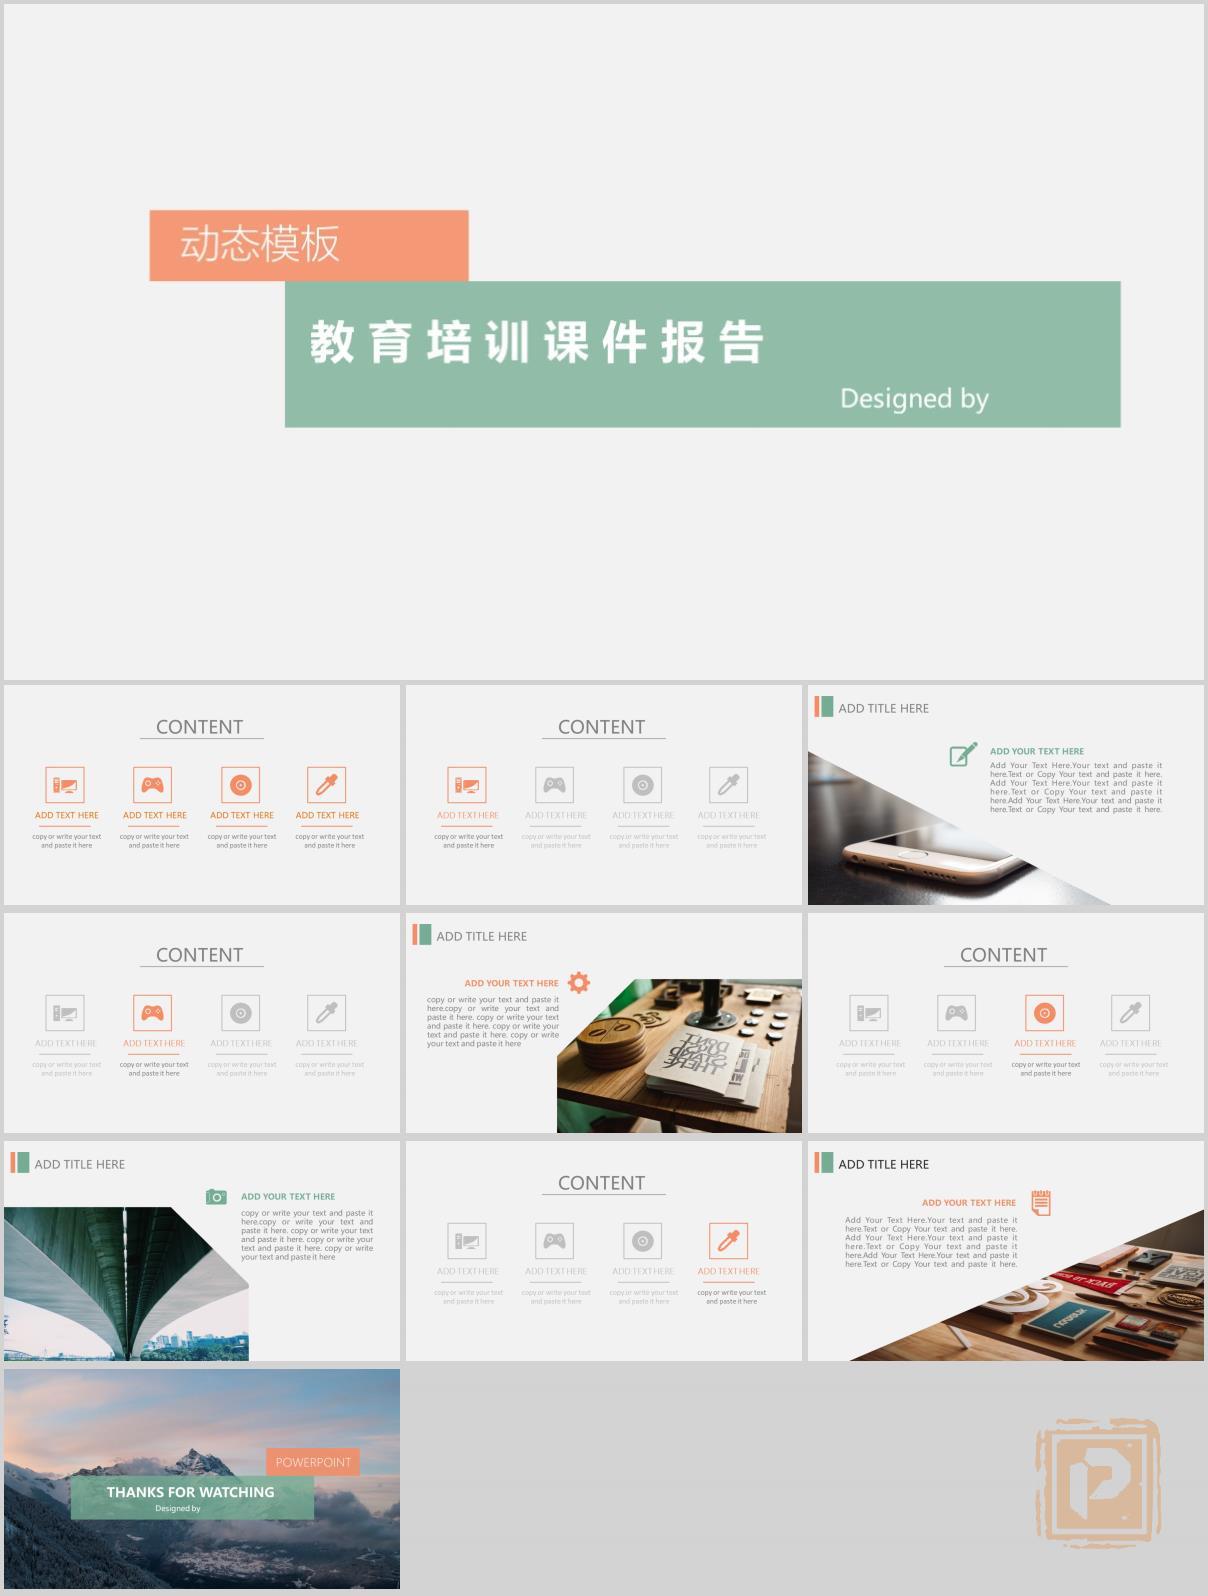 动态模板
教育培训课件报告
Designed by
CONTENT
ADD TEXT HERE
copy or write your text
and paste it here
ADD TEXT HERE
copy or write your text
and paste it here
ADD TEXT HERE
copy or write your text
and paste it here
ADD TEXT HERE
copy or write your text
and paste it here
CONTENT
ADD TEXT HERE
copy or write your text
and paste it here
ADD TEXT HERE
copy or write your text
and paste it here
ADD TEXT HERE
copy or write your text
and paste it here
ADD TEXT HERE
copy or write your text
and paste it here
ADD TITLE HERE
ADD YOUR TEXT HERE
Add Your Text Here.Your text and paste it
here.Text or Copy Your text and paste it here.
Add Your Text Here.Your text and paste it
here.Text or Copy Your text and paste it
here.Add Your Text Here.Your text and paste it
here.Text or Copy Your text and paste it here.
CONTENT
ADD TEXT HERE
copy or write your text
and paste it here
ADD TEXT HERE
copy or write your text
and paste it here
ADD TEXT HERE
copy or write your text
and paste it here
ADD TEXT HERE
copy or write your text
and paste it here
ADD TITLE HERE
ADD YOUR TEXT HERE
copy or write your text and paste it
here.copy or write your text and
paste it here. copy or write your text
and paste it here. copy or write your
text and paste it here. copy or write
your text and paste it here
CONTENT
ADD TEXT HERE
copy or write your text
and paste it here
ADD TEXT HERE
copy or write your text
and paste it here
ADD TEXT HERE
copy or write your text
and paste it here
ADD TEXT HERE
copy or write your text
and paste it here
ADD TITLE HERE
ADD YOUR TEXT HERE
copy or write your text and paste it
here.copy or write your text and
paste it here. copy or write your text
and paste it here. copy or write your
text and paste it here. copy or write
your text and paste it here
CONTENT
ADD TEXT HERE
copy or write your text
and paste it here
ADD TEXT HERE
copy or write your text
and paste it here
ADD TEXT HERE
copy or write your text
and paste it here
ADD TEXT HERE
copy or write your text
and paste it here
ADD TITLE HERE
ADD YOUR TEXT HERE
Add Your Text Here.Your text and paste it
here.Text or Copy Your text and paste it here.
Add Your Text Here.Your text and paste it
here.Text or Copy Your text and paste it
here.Add Your Text Here.Your text and paste it
here.Text or Copy Your text and paste it here.
POWERPOINT
THANKS FOR WATCHING
Designed by